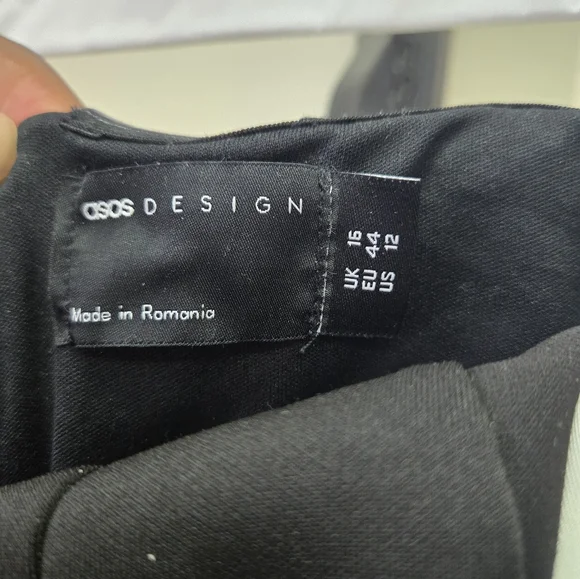 asos DESIGN
Made in Romania
UK 16
EU 44
US 12